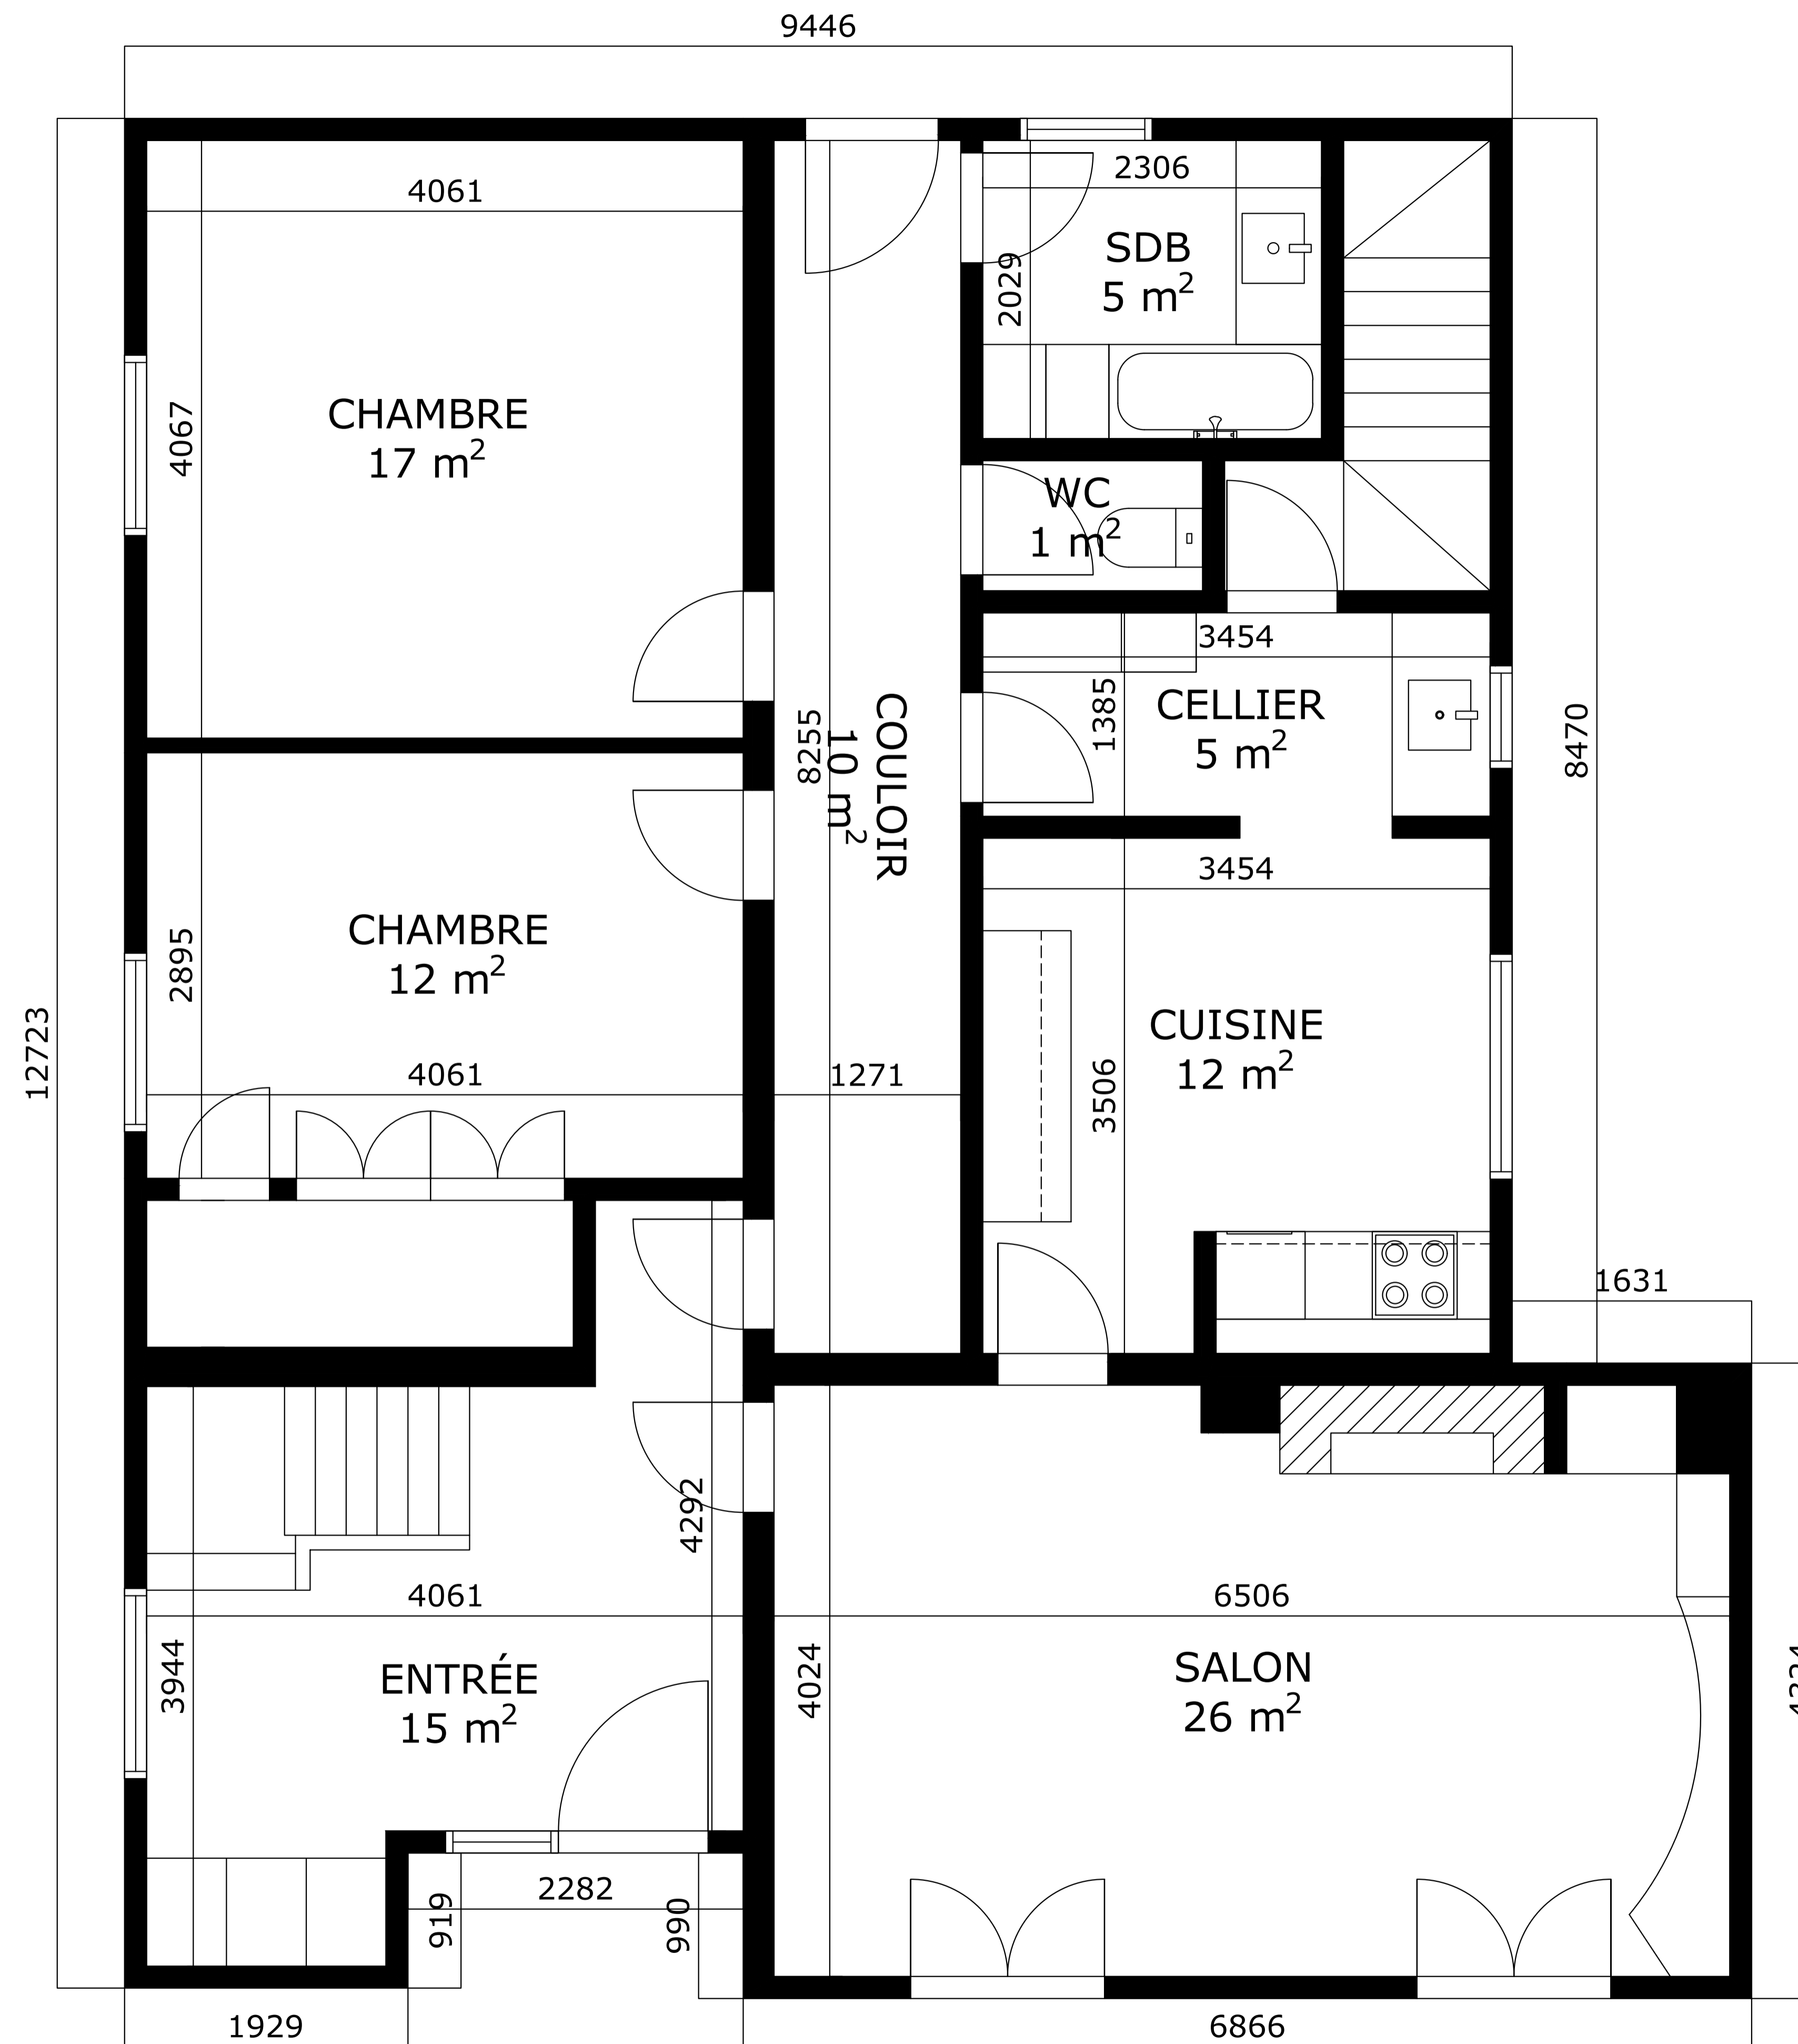 9446
4061
2306
SDB
5 m²
2029
CHAMBRE
17 m²
4067
WC
1 m²
3454
COULOIR
10 m²
8255
1385
CELLIER
5 m²
8470
3454
CHAMBRE
12 m²
2895
CUISINE
12 m²
12723
4061
1271
3506
1631
4292
4061
6506
3944
ENTRÉE
15 m²
4024
SALON
26 m²
2282
919
990
1929
6866